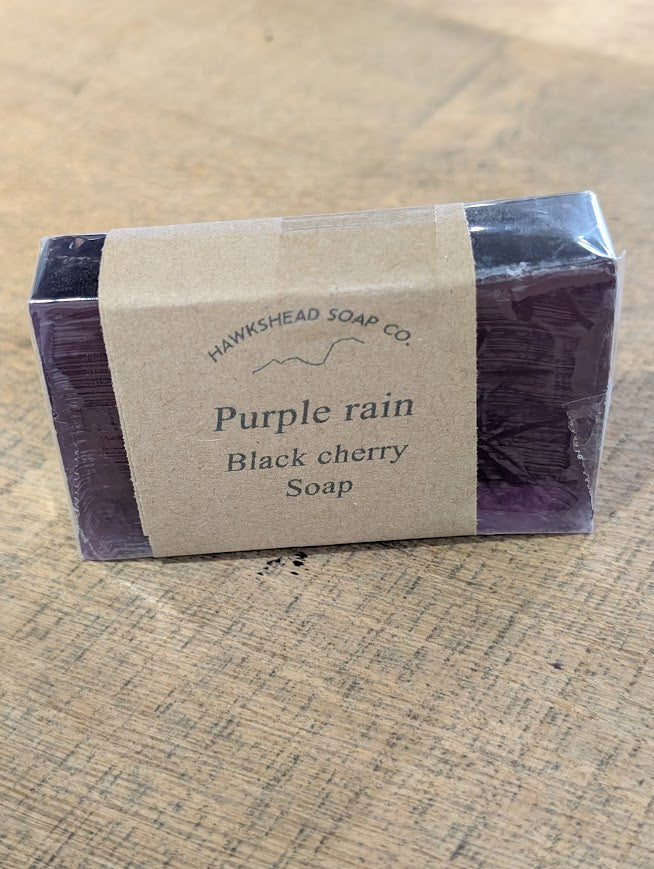 HAWKSHEAD SOAP CO.
Purple rain
Black cherry
Soap